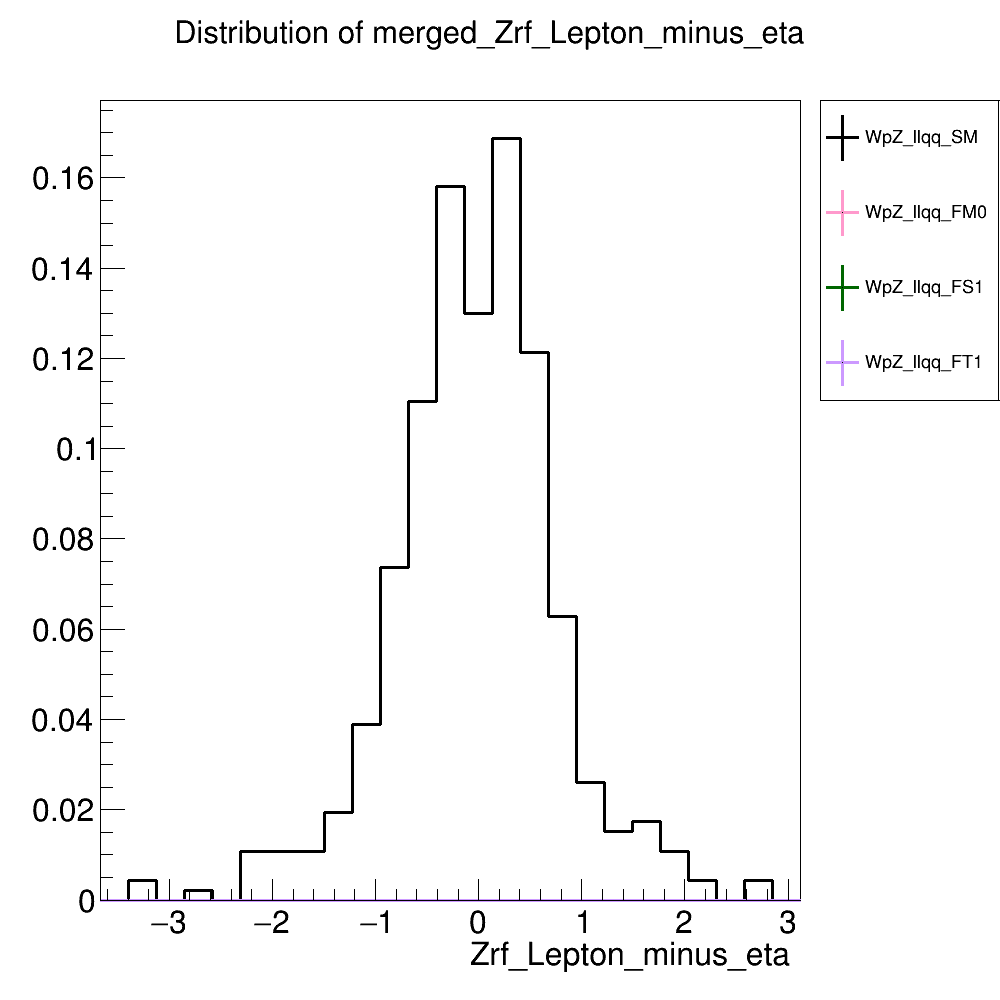 Distribution of merged_Zrf_Lepton_minus_eta
WpZ_llqq_SM
WpZ_llqq_FM0
WpZ_llqq_FS1
WpZ_llqq_FT1
0.16
0.14
0.12
0.1
0.08
0.06
0.04
0.02
0
−3 −2 −1 0 1 2 3
Zrf_Lepton_minus_eta